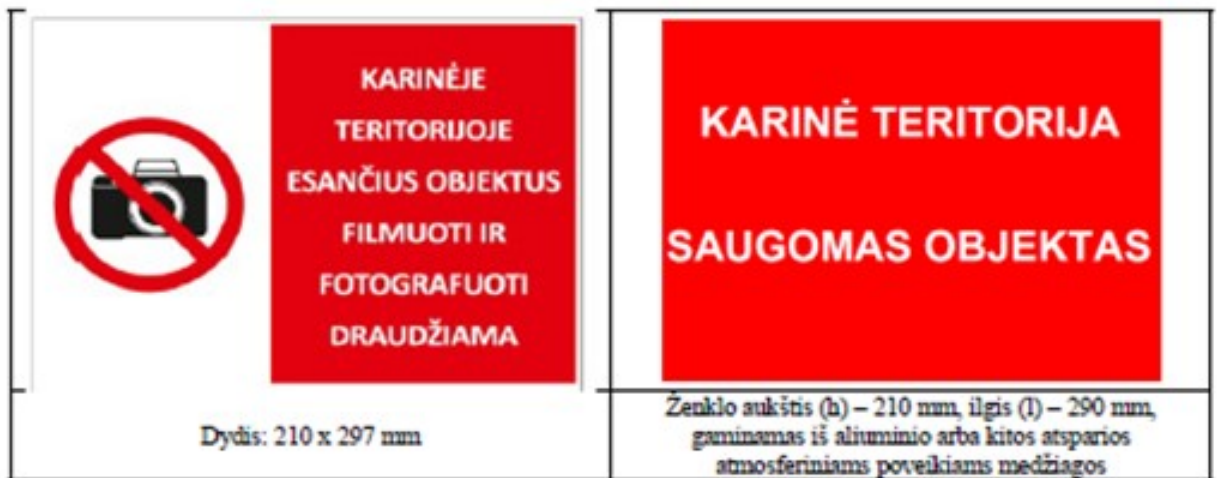 KARINĖJE
TERITORIJOJE
ESANČIUS OBJEKTUS
FILMUOTI IR
FOTOGRAFUOTI
DRAUDŽIAMA
KARINĖ TERITORIJA
SAUGOMAS OBJEKTAS
Dydis: 210 x 297 mm
Ženklo aukštis (h) – 210 mm, ilgis (l) – 290 mm,
gaminamas iš aliuminio arba kitos atsparios
atmosferiniams poveikiams medžiagos